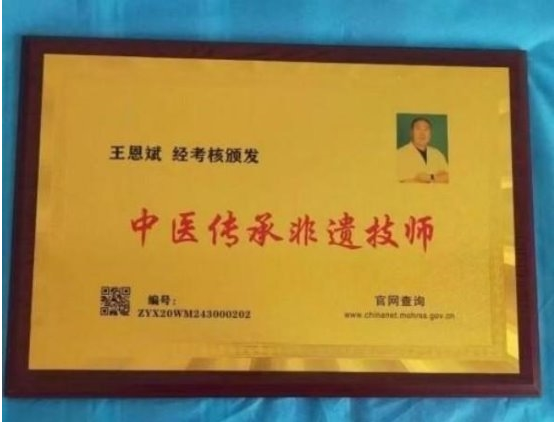 王恩斌 经考核颁发
中医传承非遗技师
编号:
ZYX20WM243000202
官网查询
www.chinanet.mohrss.gov.cn